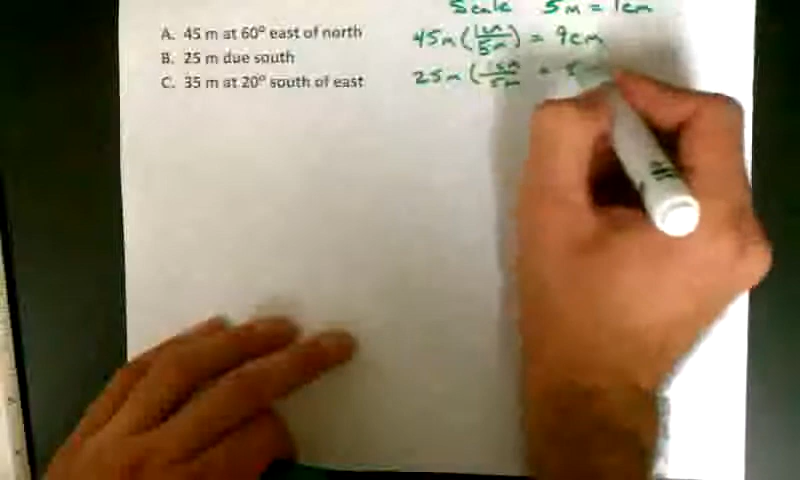 Scale 5m = 1cm
A. 45 m at 60° east of north
45m (1cm/5m) = 9cm
B. 25 m due south
25m (1cm/5m = 5
C. 35 m at 20° south of east